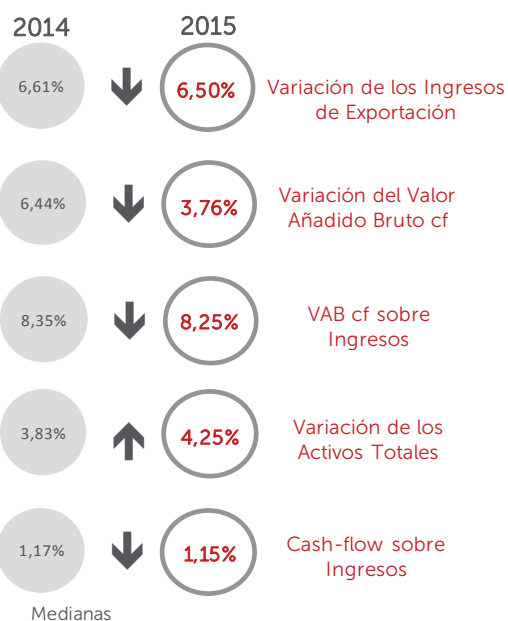 2014
2015
6,61%
6,50%
Variación de los Ingresos
de Exportación
6,44%
3,76%
Variación del Valor
Añadido Bruto cf
8,35%
8,25%
VAB cf sobre
Ingresos
3,83%
4,25%
Variación de los
Activos Totales
1,17%
1,15%
Cash-flow sobre
Ingresos
Medianas